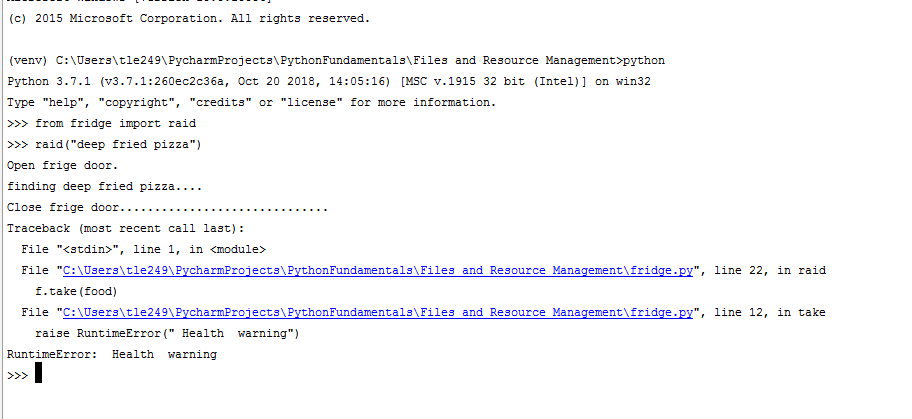 (c) 2015 Microsoft Corporation. All rights reserved.
(venv) C:\Users\tle249\PycharmProjects\PythonFundamentals\Files and Resource Management>python
Python 3.7.1 (v3.7.1:260ec2c36a, Oct 20 2018, 14:05:16) [MSC v.1915 32 bit (Intel)] on win32
Type "help", "copyright", "credits" or "license" for more information.
>>> from fridge import raid
>>> raid("deep fried pizza")
Open frige door.
finding deep fried pizza....
Close frige door..............................
Traceback (most recent call last):
  File "<stdin>", line 1, in <module>
  File "C:\Users\tle249\PycharmProjects\PythonFundamentals\Files and Resource Management\fridge.py", line 22, in raid
    f.take(food)
  File "C:\Users\tle249\PycharmProjects\PythonFundamentals\Files and Resource Management\fridge.py", line 12, in take
    raise RuntimeError(" Health  warning")
RuntimeError:  Health  warning
>>>